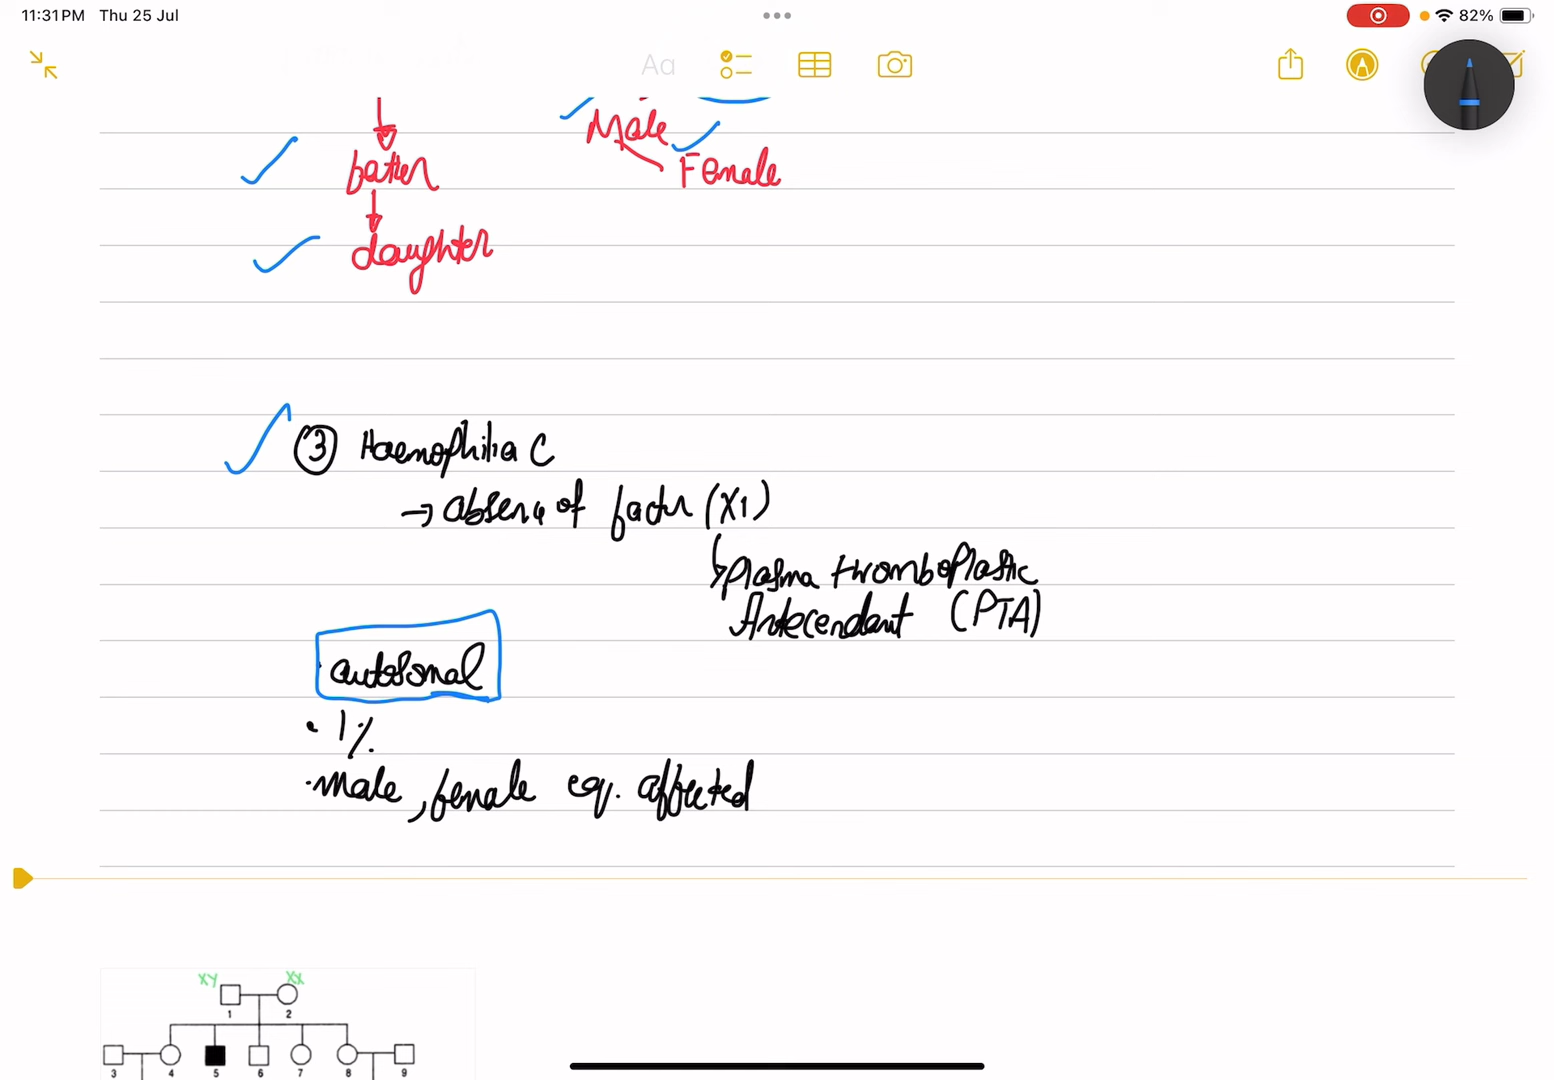 11:31 PM Thu 25 Jul
82%
Aa
Male
Female
father
daughter
3 Haemophilia C
→ absence of factor (XI)
Plasma thromboplastic
Antecendant (PTA)
autosomal
• 1%
• male, female eq. affected
XY XX
1 2
3 4 5 6 7 8 9